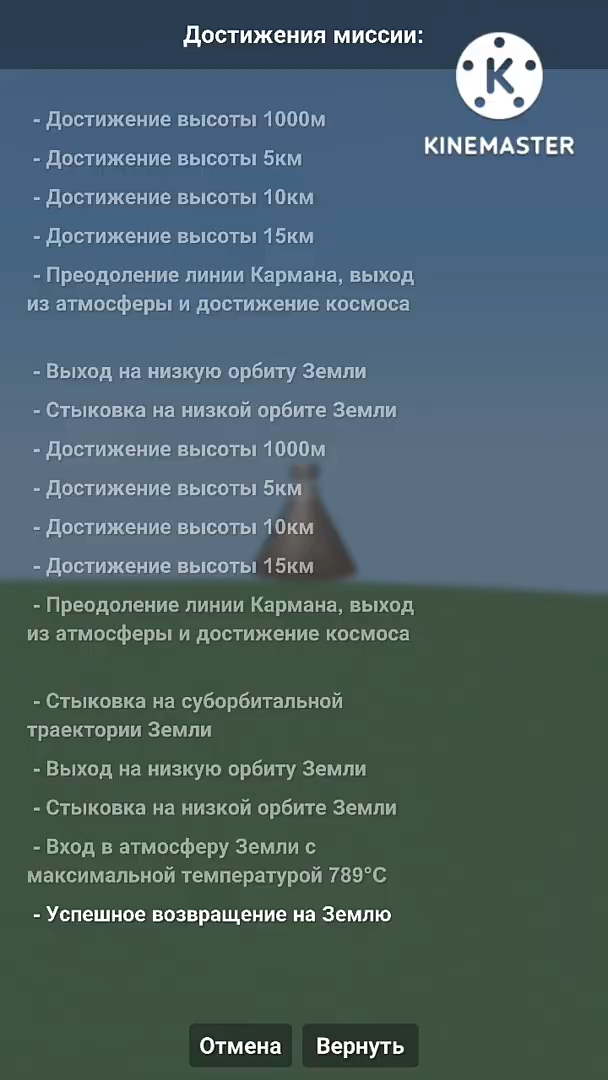 Достижения миссии:
KINEMASTER
- Достижение высоты 1000м
- Достижение высоты 5км
- Достижение высоты 10км
- Достижение высоты 15км
- Преодоление линии Кармана, выход
из атмосферы и достижение космоса
- Выход на низкую орбиту Земли
- Стыковка на низкой орбите Земли
- Достижение высоты 1000м
- Достижение высоты 5км
- Достижение высоты 10км
- Достижение высоты 15км
- Преодоление линии Кармана, выход
из атмосферы и достижение космоса
- Стыковка на суборбитальной
траектории Земли
- Выход на низкую орбиту Земли
- Стыковка на низкой орбите Земли
- Вход в атмосферу Земли с
максимальной температурой 789°C
- Успешное возвращение на Землю
Отмена Вернуть